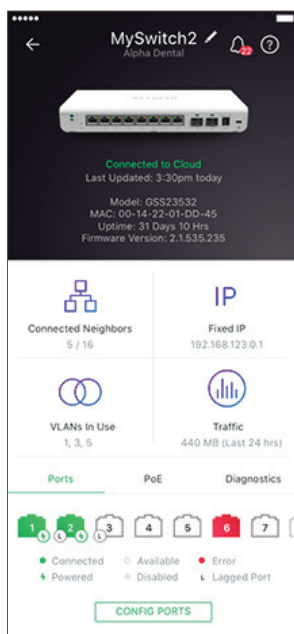 MySwitch2
22
?
Alpha Dental
Connected to Cloud
Last Updated: 3:30pm today
Model: GSS23532
MAC: 00-14-22-01-DD-45
Uptime: 31 Days 10 Hrs
Firmware Version: 2.1.535.235
IP
Connected Neighbors
5 / 16
Fixed IP
192.168.123.0.1
VLANs In Use
1, 3, 5
Traffic
440 MB (Last 24 hrs)
Ports PoE Diagnostics
1 2 3 4 5 6 7
L L
Connected Available Error
Powered Disabled L Lagged Port
CONFIG PORTS